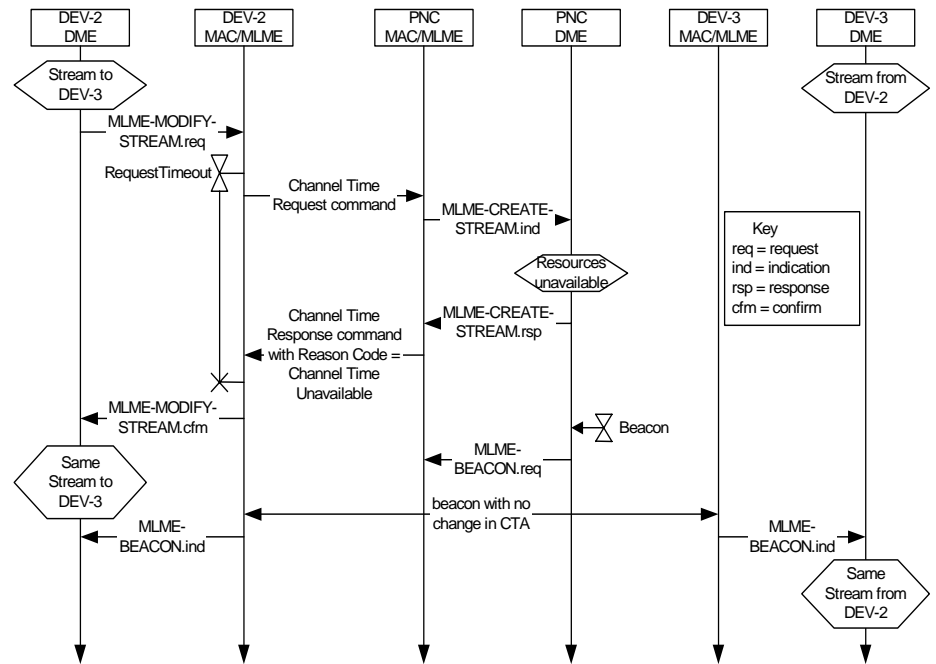 DEV-2
DME
DEV-2
MAC/MLME
PNC
MAC/MLME
PNC
DME
DEV-3
MAC/MLME
DEV-3
DME
Stream to
DEV-3
Stream from
DEV-2
MLME-MODIFY-
STREAM.req
RequestTimeout
Channel Time
Request command
MLME-CREATE-
STREAM.ind
Key
req = request
ind = indication
rsp = response
cfm = confirm
Resources
unavailable
MLME-CREATE-
STREAM.rsp
Channel Time
Response command
with Reason Code =
Channel Time
Unavailable
MLME-MODIFY-
STREAM.cfm
Beacon
MLME-
BEACON.req
Same
Stream to
DEV-3
beacon with no
change in CTA
MLME-
BEACON.ind
MLME-
BEACON.ind
Same
Stream from
DEV-2